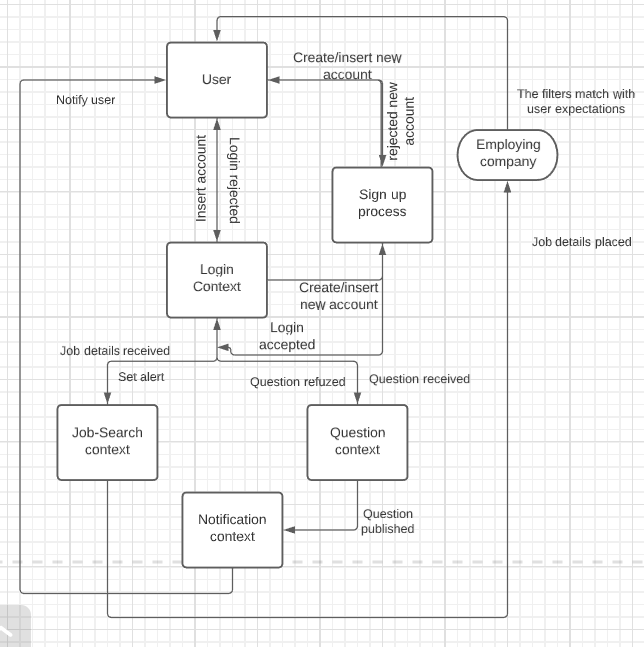 Create/insert new
account
User
The filters match with
user expectations
Notify user
rejected new
account
Employing
company
Insert account
Login rejected
Sign up
process
Job details placed
Login
Context
Create/insert
new account
Login
accepted
Job details received
Set alert
Question refuzed
Question received
Job-Search
context
Question
context
Notification
context
Question
published